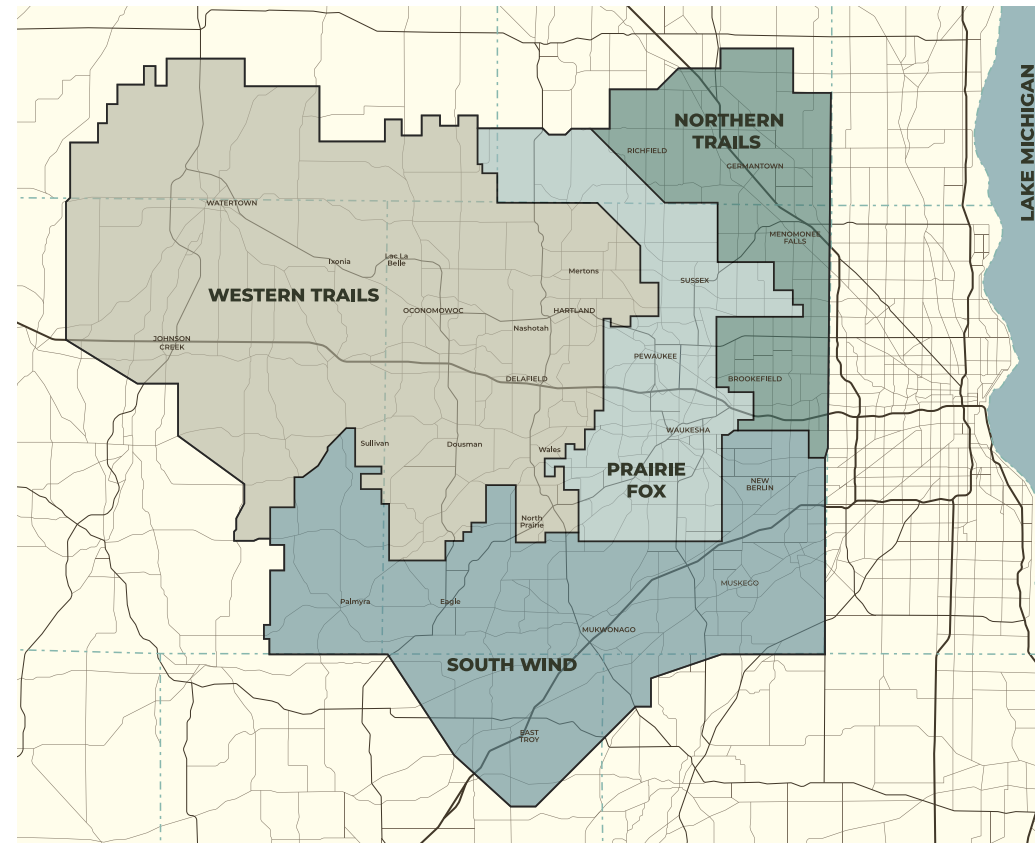 LAKE MICHIGAN
NORTHERN
TRAILS
RICHFIELD
GERMANTOWN
WATERTOWN
MENOMONEE
FALLS
Ixonia
Lac La
Belle
Mertons
SUSSEX
WESTERN TRAILS
OCONOMOWOC
HARTLAND
Nashotah
JOHNSON
CREEK
PEWAUKEE
DELAFIELD
BROOKEFIELD
WAUKESHA
Sullivan
Dousman
Wales
PRAIRIE
FOX
NEW
BERLIN
North
Prairie
MUSKEGO
Palmyra
Eagle
MUKWONAGO
SOUTH WIND
EAST
TROY